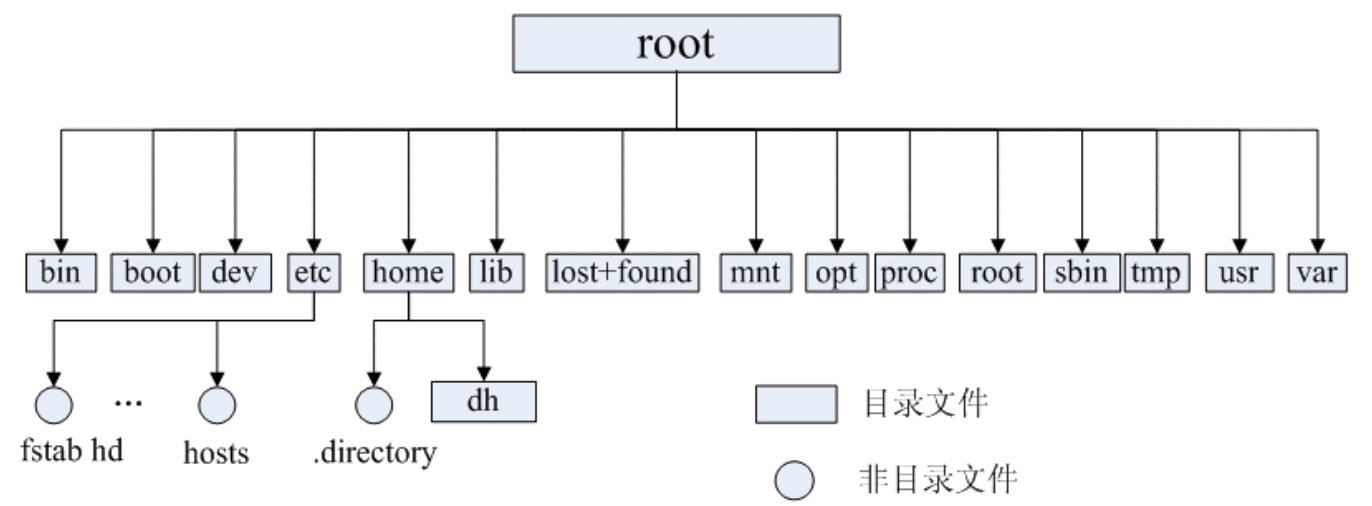 root
bin boot dev etc home lib lost+found mnt opt proc root sbin tmp usr var
... dh 目录文件
fstab hd hosts .directory
非目录文件